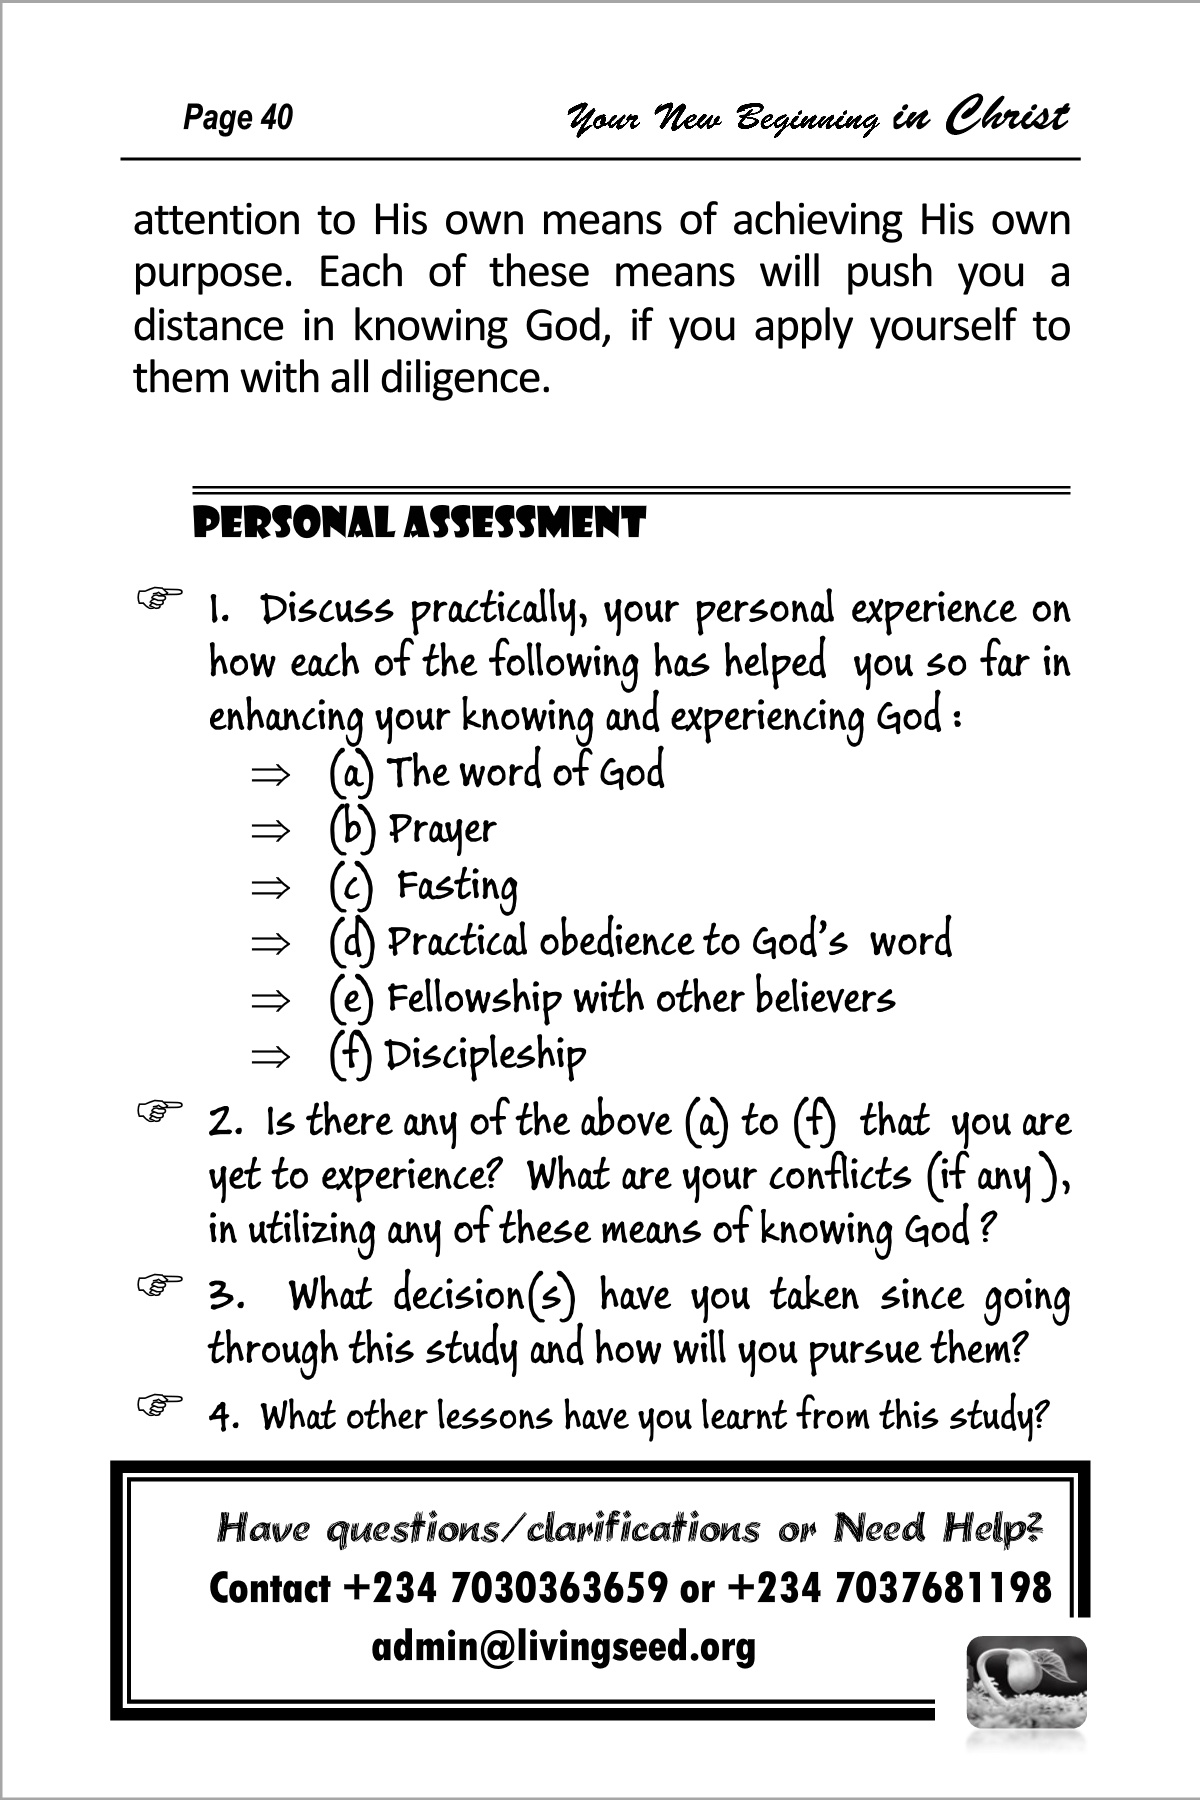 Page 40
Your New Beginning in Christ
attention to His own means of achieving His own
purpose. Each of these means will push you a
distance in knowing God, if you apply yourself to
them with all diligence.
PERSONAL ASSESSMENT
☞ 1. Discuss practically, your personal experience on
how each of the following has helped you so far in
enhancing your knowing and experiencing God :
⇒ (a) The word of God
⇒ (b) Prayer
⇒ (c) Fasting
⇒ (d) Practical obedience to God's word
⇒ (e) Fellowship with other believers
⇒ (f) Discipleship
☞ 2. Is there any of the above (a) to (f) that you are
yet to experience? What are your conflicts (if any ),
in utilizing any of these means of knowing God ?
☞ 3. What decision(s) have you taken since going
through this study and how will you pursue them?
☞ 4. What other lessons have you learnt from this study?
Have questions/clarifications or Need Help?
Contact +234 7030363659 or +234 7037681198
admin@livingseed.org